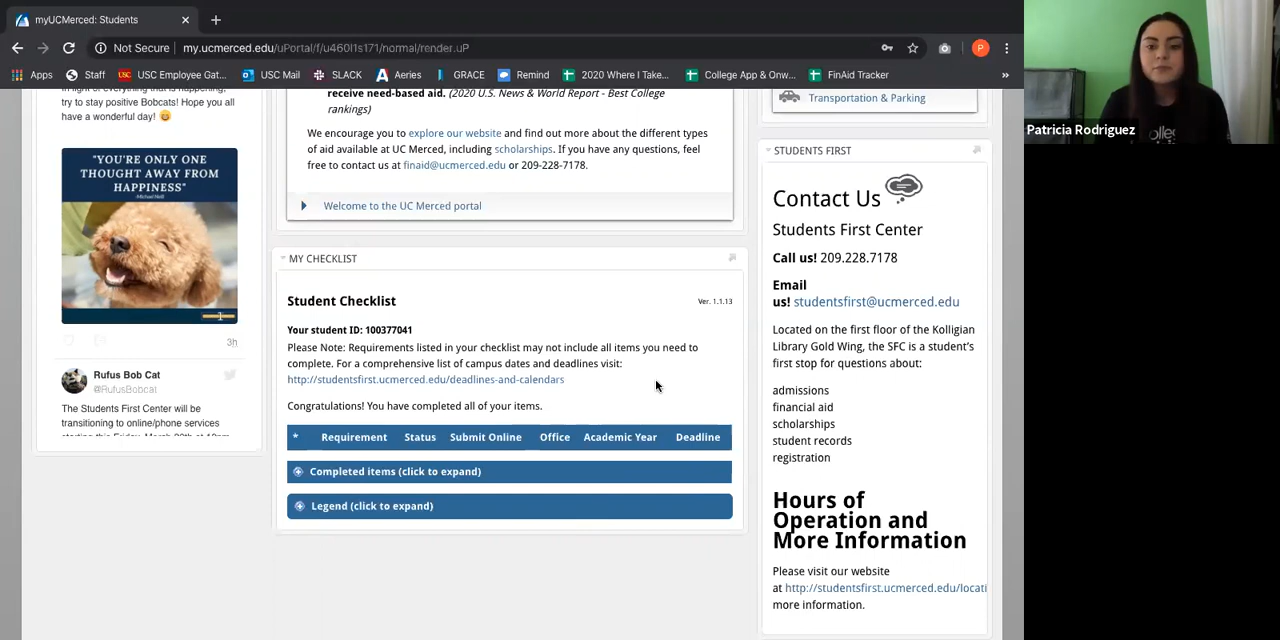 myUCMerced: Students
Not Secure
my.ucmerced.edu/uPortal/f/u460l1s171/normal/render.uP
P
Apps
Staff
USC Employee Gat...
USC Mail
SLACK
Aeries
GRACE
Remind
2020 Where I Take...
College App & Onw...
FinAid Tracker
»
try to stay positive Bobcats! Hope you all
have a wonderful day!
"YOU'RE ONLY ONE
THOUGHT AWAY FROM
HAPPINESS"
3h
Rufus Bob Cat
@RufusBobcat
The Students First Center will be
transitioning to online/phone services
receive need-based aid. (2020 U.S. News & World Report - Best College
rankings)
We encourage you to explore our website and find out more about the different types
of aid available at UC Merced, including scholarships. If you have any questions, feel
free to contact us at finaid@ucmerced.edu or 209-228-7178.
Welcome to the UC Merced portal
MY CHECKLIST
Student Checklist
Ver. 1.1.13
Your student ID: 100377041
Please Note: Requirements listed in your checklist may not include all items you need to
complete. For a comprehensive list of campus dates and deadlines visit:
http://studentsfirst.ucmerced.edu/deadlines-and-calendars
Congratulations! You have completed all of your items.
* Requirement Status Submit Online Office Academic Year Deadline
Completed items (click to expand)
Legend (click to expand)
Transportation & Parking
STUDENTS FIRST
Contact Us
Students First Center
Call us! 209.228.7178
Email
us! studentsfirst@ucmerced.edu
Located on the first floor of the Kolligian
Library Gold Wing, the SFC is a student's
first stop for questions about:
admissions
financial aid
scholarships
student records
registration
Hours of
Operation and
More Information
Please visit our website
at http://studentsfirst.ucmerced.edu/locati
more information.
Patricia Rodriguez